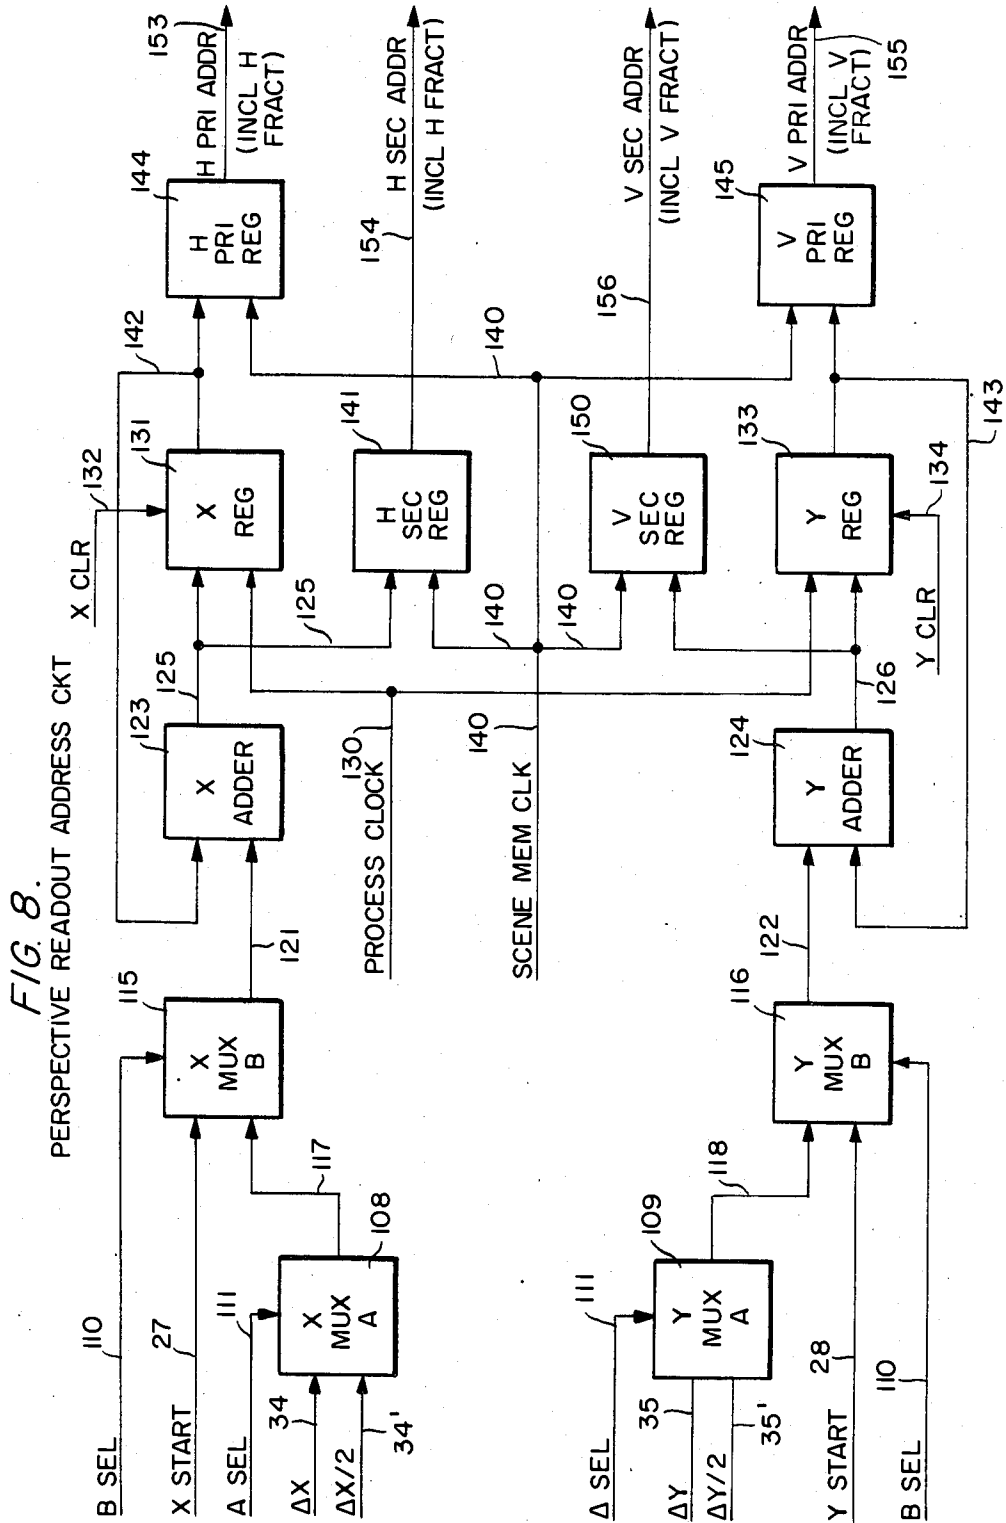 FIG. 8.
PERSPECTIVE READOUT ADDRESS CKT
B SEL
110
X START
27
A SEL
111
ΔX
34
ΔX/2
34'
X
MUX
A
108
117
X
MUX
B
115
121
X
ADDER
123
125
125
X CLR
132
X
REG
131
142
H
PRI
REG
144
H PRI ADDR
(INCL H
FRACT)
153
PROCESS CLOCK
130
H
SEC
REG
141
154
H SEC ADDR
(INCL H FRACT)
SCENE MEM CLK
140
140
140
140
V
SEC
REG
150
156
V SEC ADDR
(INCL V FRACT)
Δ SEL
111
ΔY
35
ΔY/2
35'
Y
MUX
A
109
118
Y START
28
B SEL
110
Y
MUX
B
116
122
Y
ADDER
124
126
Y CLR
134
Y
REG
133
143
V
PRI
REG
145
V PRI ADDR
(INCL V
FRACT)
155